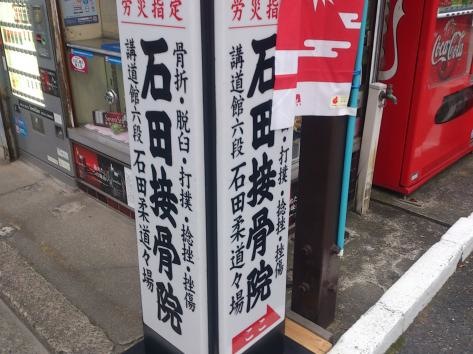 労災指定
骨折・脱臼・打撲・捻挫・挫傷
石田接骨院
講道館六段 石田柔道々場
労災指定
・打撲・捻挫・挫傷
石田接骨院
講道館六段 石田柔道々場
ココ
Coca-Cola